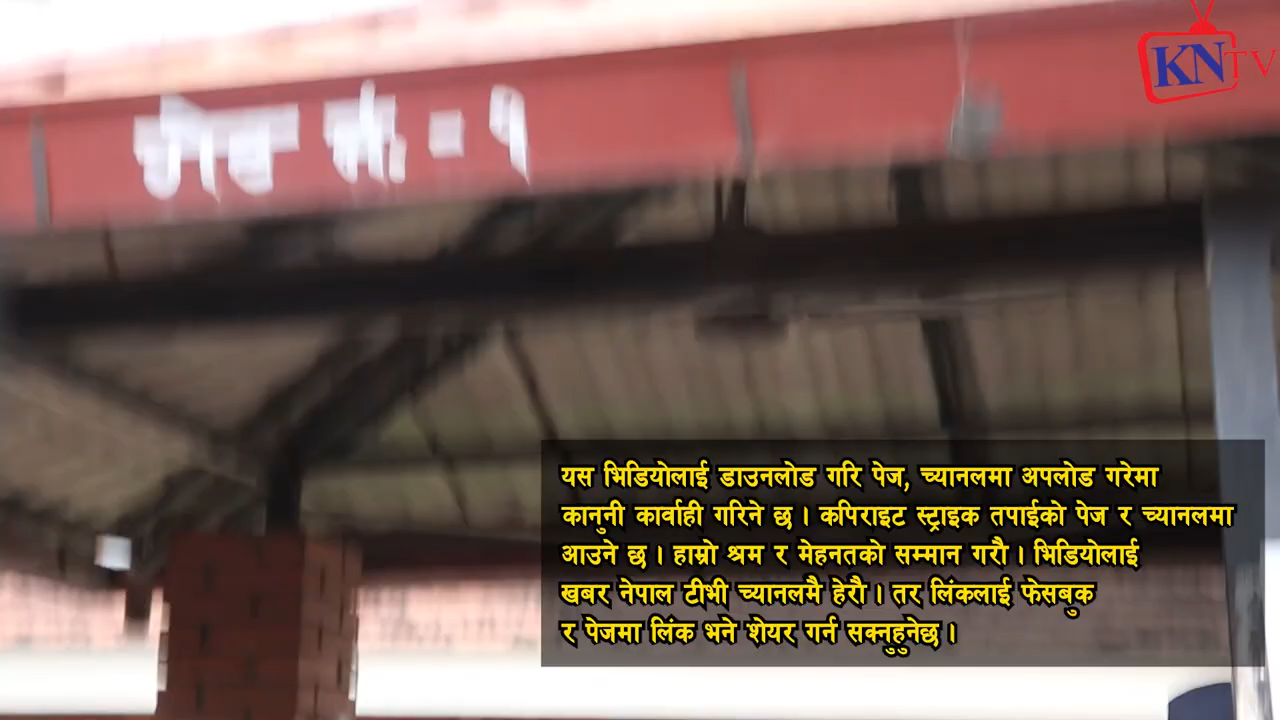 KNTV
यस भिडियोलाई डाउनलोड गरि पेज, च्यानलमा अपलोड गरेमा
कानुनी कार्वाही गरिने छ । कपिराइट स्ट्राइक तपाईको पेज र च्यानलमा
आउने छ । हाम्रो श्रम र मेहनतको सम्मान गरौ । भिडियोलाई
खबर नेपाल टीभी च्यानलमै हेरौ । तर लिंकलाई फेसबुक
र पेजमा लिंक भने शेयर गर्न सक्नुहुनेछ ।